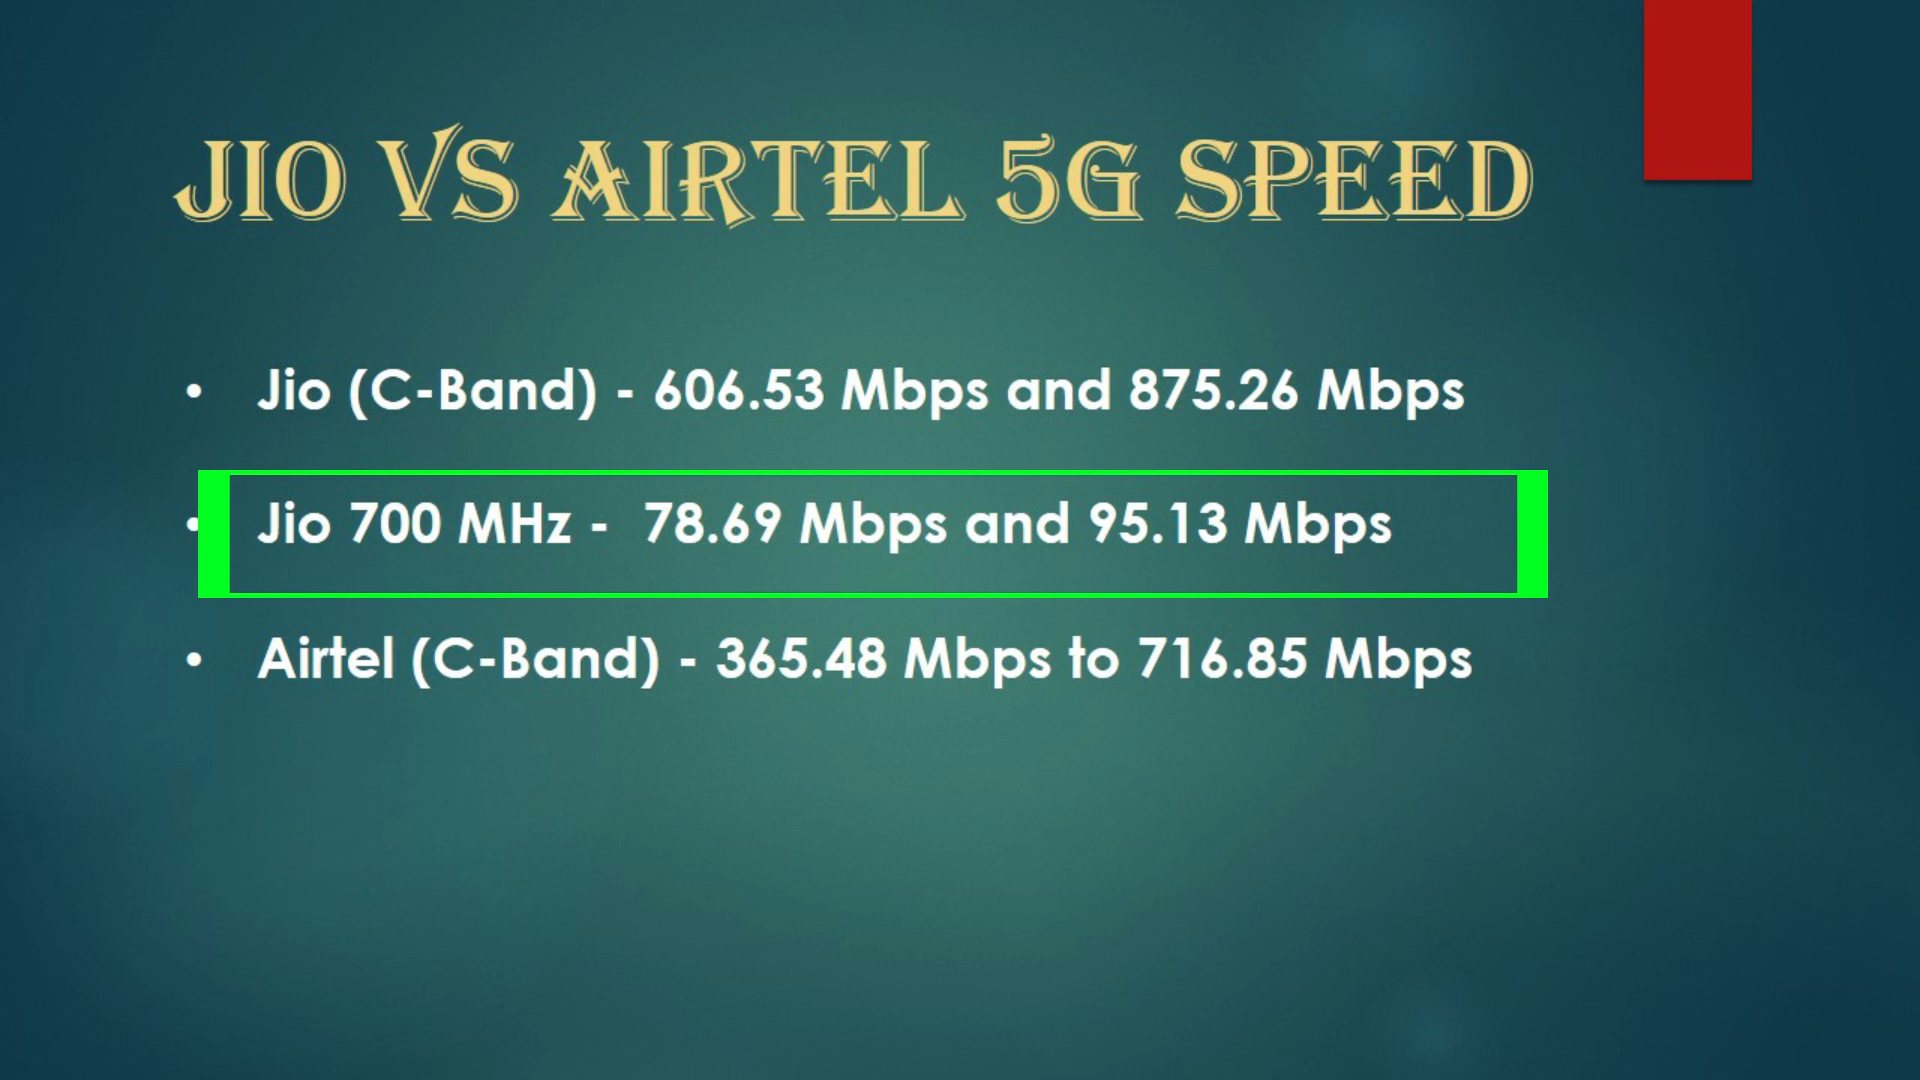 JIO VS AIRTEL 5G SPEED
• Jio (C-Band) - 606.53 Mbps and 875.26 Mbps
• Jio 700 MHz - 78.69 Mbps and 95.13 Mbps
• Airtel (C-Band) - 365.48 Mbps to 716.85 Mbps